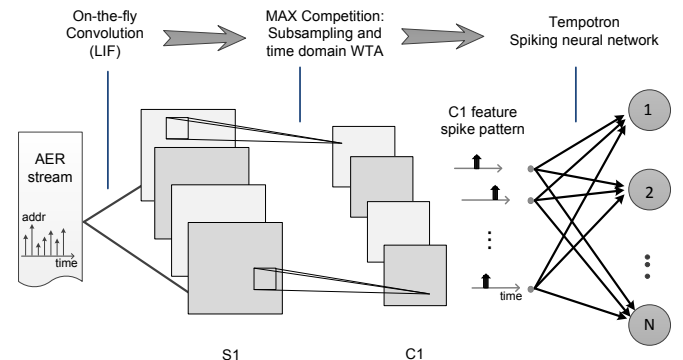 On-the-fly
Convolution
(LIF)
MAX Competition:
Subsampling and
time domain WTA
Tempotron
Spiking neural network
AER
stream
addr
time
C1 feature
spike pattern
time
1
2
N
S1
C1